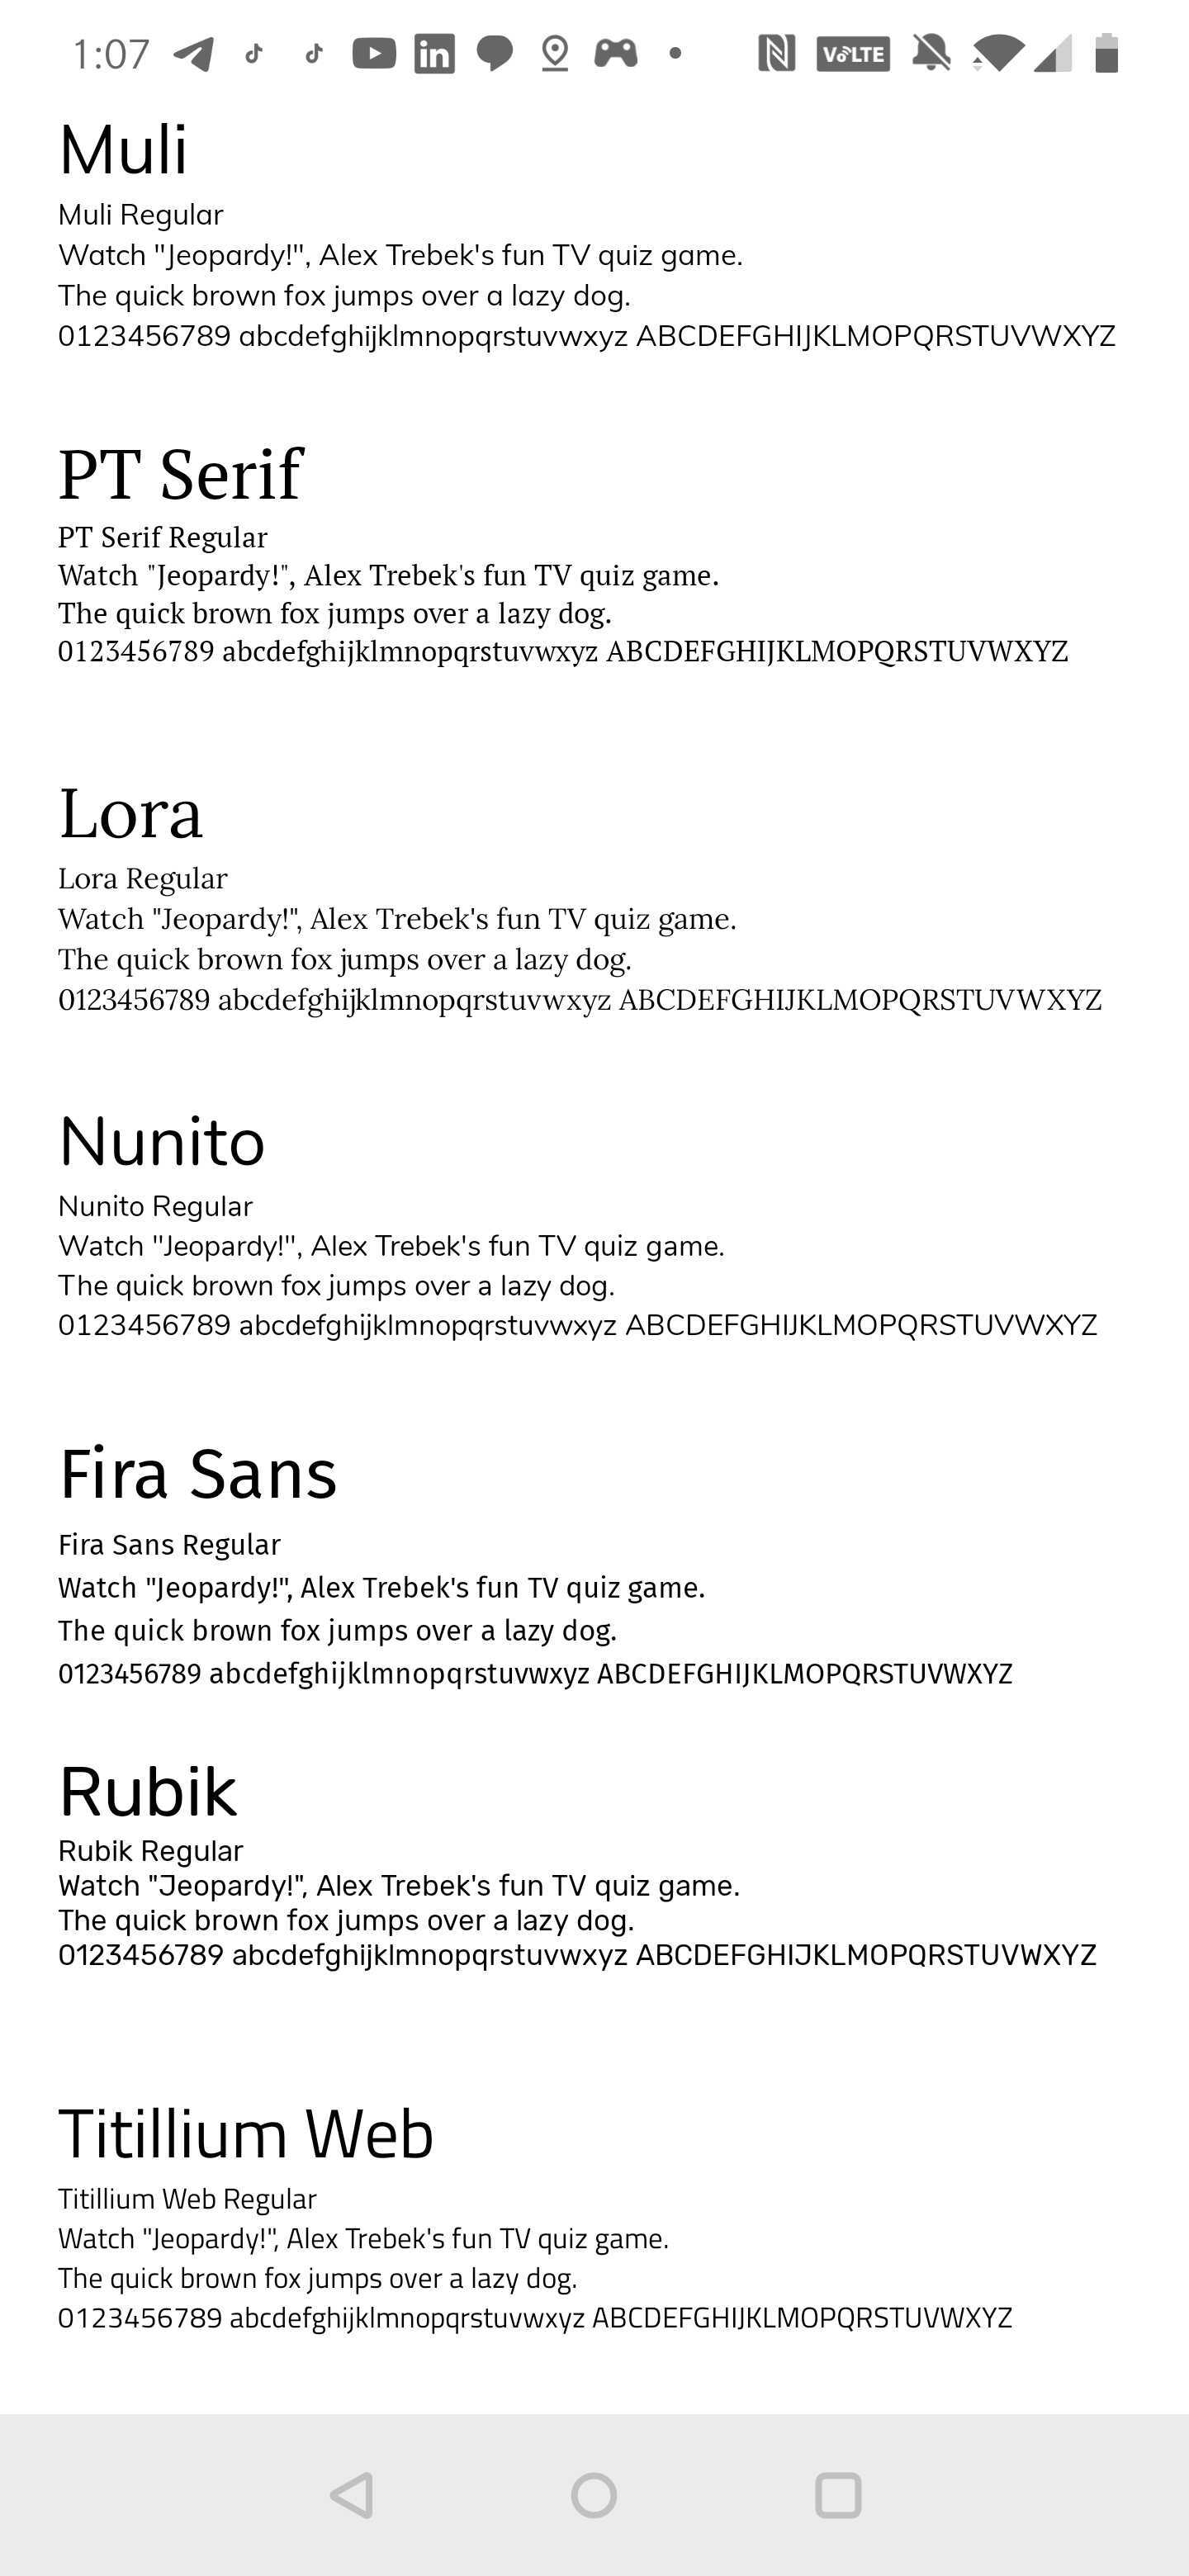 1:07 in VoLTE
Muli
Muli Regular
Watch "Jeopardy!", Alex Trebek's fun TV quiz game.
The quick brown fox jumps over a lazy dog.
0123456789 abcdefghijklmnopqrstuvwxyz ABCDEFGHIJKLMOPQRSTUVWXYZ
PT Serif
PT Serif Regular
Watch "Jeopardy!", Alex Trebek's fun TV quiz game.
The quick brown fox jumps over a lazy dog.
0123456789 abcdefghijklmnopqrstuvwxyz ABCDEFGHIJKLMOPQRSTUVWXYZ
Lora
Lora Regular
Watch "Jeopardy!", Alex Trebek's fun TV quiz game.
The quick brown fox jumps over a lazy dog.
0123456789 abcdefghijklmnopqrstuvwxyz ABCDEFGHIJKLMOPQRSTUVWXYZ
Nunito
Nunito Regular
Watch "Jeopardy!", Alex Trebek's fun TV quiz game.
The quick brown fox jumps over a lazy dog.
0123456789 abcdefghijklmnopqrstuvwxyz ABCDEFGHIJKLMOPQRSTUVWXYZ
Fira Sans
Fira Sans Regular
Watch "Jeopardy!", Alex Trebek's fun TV quiz game.
The quick brown fox jumps over a lazy dog.
0123456789 abcdefghijklmnopqrstuvwxyz ABCDEFGHIJKLMOPQRSTUVWXYZ
Rubik
Rubik Regular
Watch "Jeopardy!", Alex Trebek's fun TV quiz game.
The quick brown fox jumps over a lazy dog.
0123456789 abcdefghijklmnopqrstuvwxyz ABCDEFGHIJKLMOPQRSTUVWXYZ
Titillium Web
Titillium Web Regular
Watch "Jeopardy!", Alex Trebek's fun TV quiz game.
The quick brown fox jumps over a lazy dog.
0123456789 abcdefghijklmnopqrstuvwxyz ABCDEFGHIJKLMOPQRSTUVWXYZ